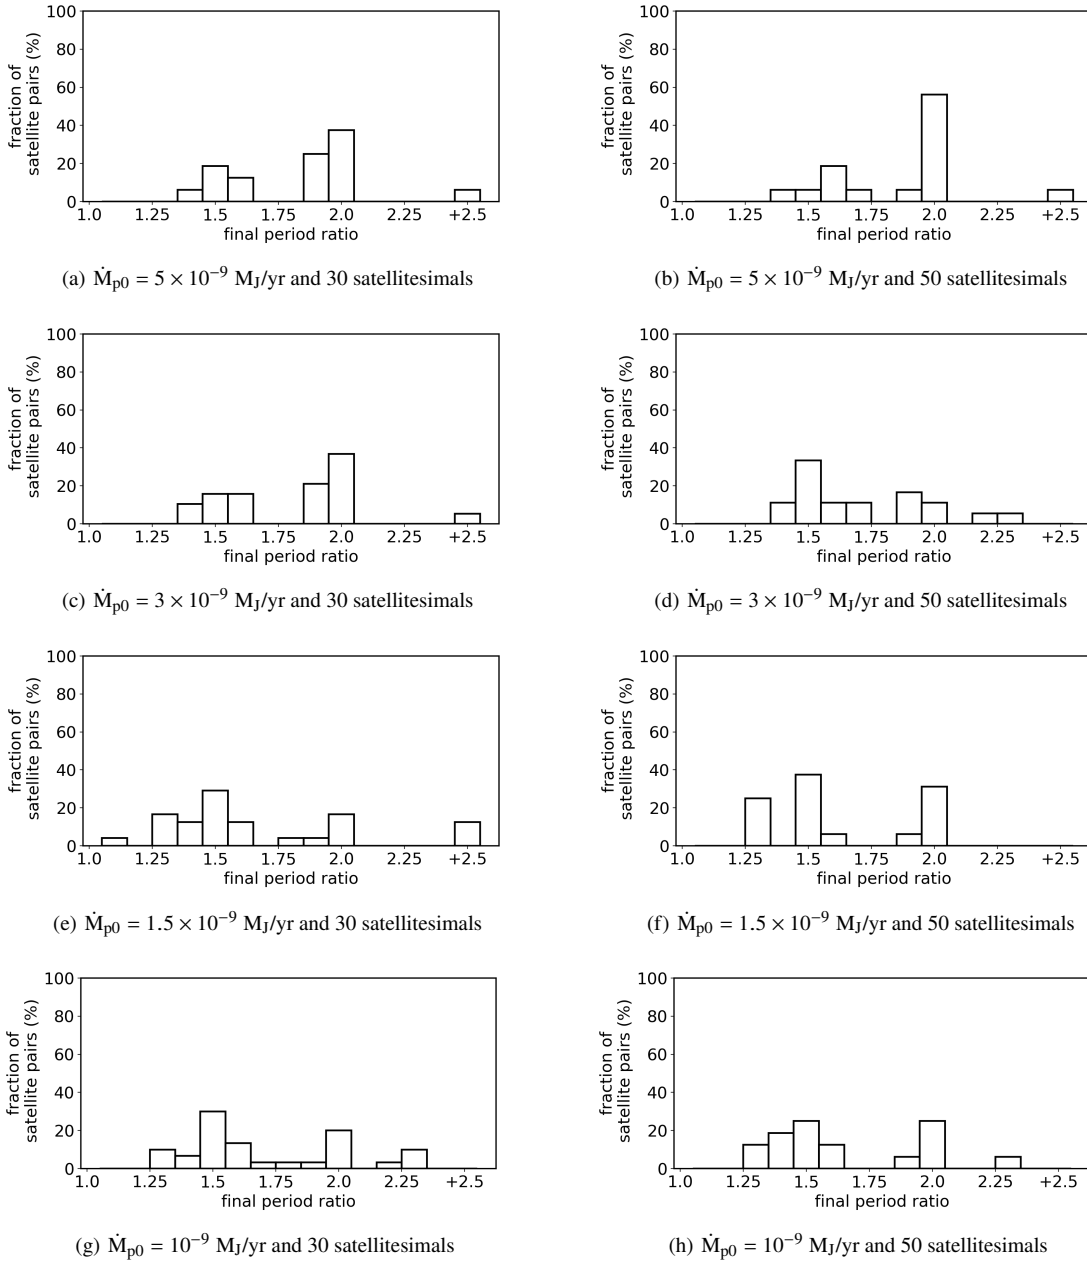 100
80
60
40
20
0
fraction of
satellite pairs (%)
1.0 1.25 1.5 1.75 2.0 2.25 +2.5
final period ratio
(a) Ṁp0 = 5 × 10⁻⁹ MJ/yr and 30 satellitesimals
100
80
60
40
20
0
fraction of
satellite pairs (%)
1.0 1.25 1.5 1.75 2.0 2.25 +2.5
final period ratio
(b) Ṁp0 = 5 × 10⁻⁹ MJ/yr and 50 satellitesimals
100
80
60
40
20
0
fraction of
satellite pairs (%)
1.0 1.25 1.5 1.75 2.0 2.25 +2.5
final period ratio
(c) Ṁp0 = 3 × 10⁻⁹ MJ/yr and 30 satellitesimals
100
80
60
40
20
0
fraction of
satellite pairs (%)
1.0 1.25 1.5 1.75 2.0 2.25 +2.5
final period ratio
(d) Ṁp0 = 3 × 10⁻⁹ MJ/yr and 50 satellitesimals
100
80
60
40
20
0
fraction of
satellite pairs (%)
1.0 1.25 1.5 1.75 2.0 2.25 +2.5
final period ratio
(e) Ṁp0 = 1.5 × 10⁻⁹ MJ/yr and 30 satellitesimals
100
80
60
40
20
0
fraction of
satellite pairs (%)
1.0 1.25 1.5 1.75 2.0 2.25 +2.5
final period ratio
(f) Ṁp0 = 1.5 × 10⁻⁹ MJ/yr and 50 satellitesimals
100
80
60
40
20
0
fraction of
satellite pairs (%)
1.0 1.25 1.5 1.75 2.0 2.25 +2.5
final period ratio
(g) Ṁp0 = 10⁻⁹ MJ/yr and 30 satellitesimals
100
80
60
40
20
0
fraction of
satellite pairs (%)
1.0 1.25 1.5 1.75 2.0 2.25 +2.5
final period ratio
(h) Ṁp0 = 10⁻⁹ MJ/yr and 50 satellitesimals